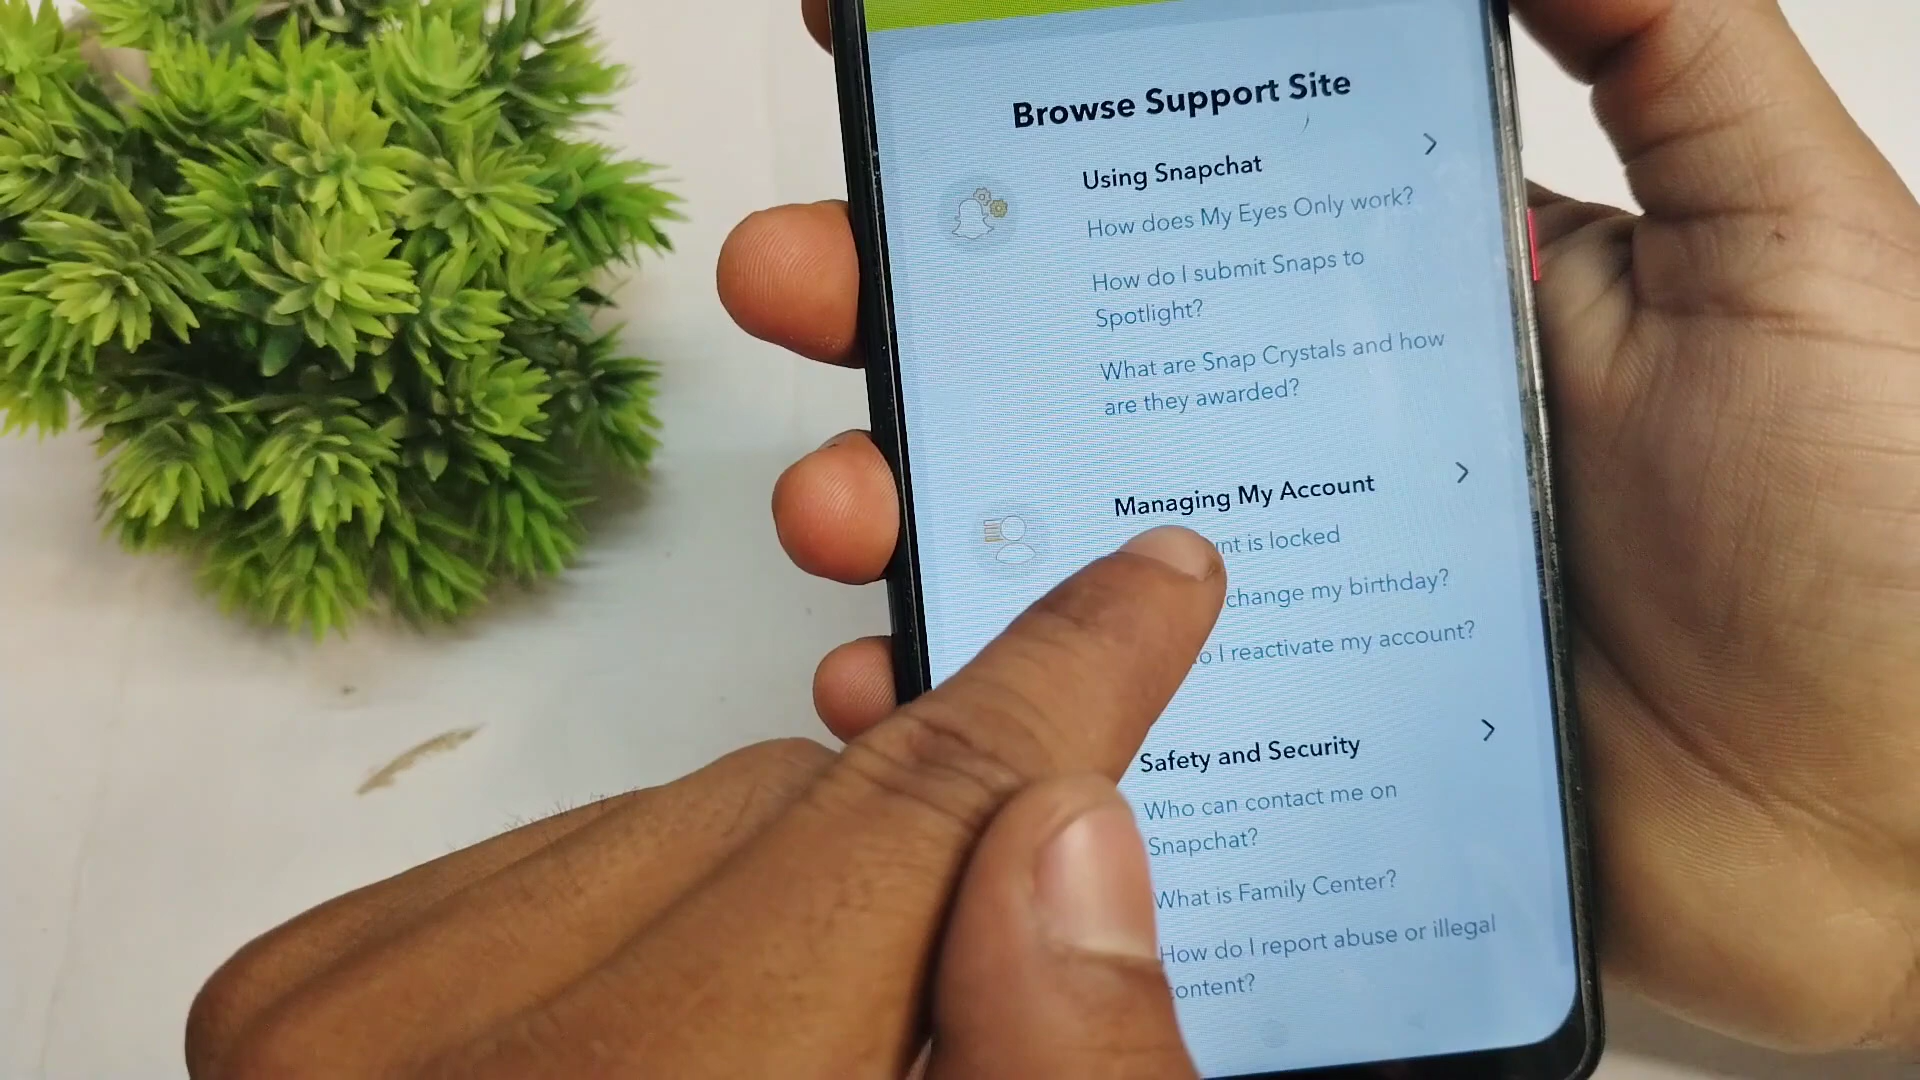 Browse Support Site
Using Snapchat
How does My Eyes Only work?
How do I submit Snaps to
Spotlight?
What are Snap Crystals and how
are they awarded?
Managing My Account
is locked
change my birthday?
I reactivate my account?
Safety and Security
Who can contact me on
Snapchat?
What is Family Center?
How do I report abuse or illegal
content?